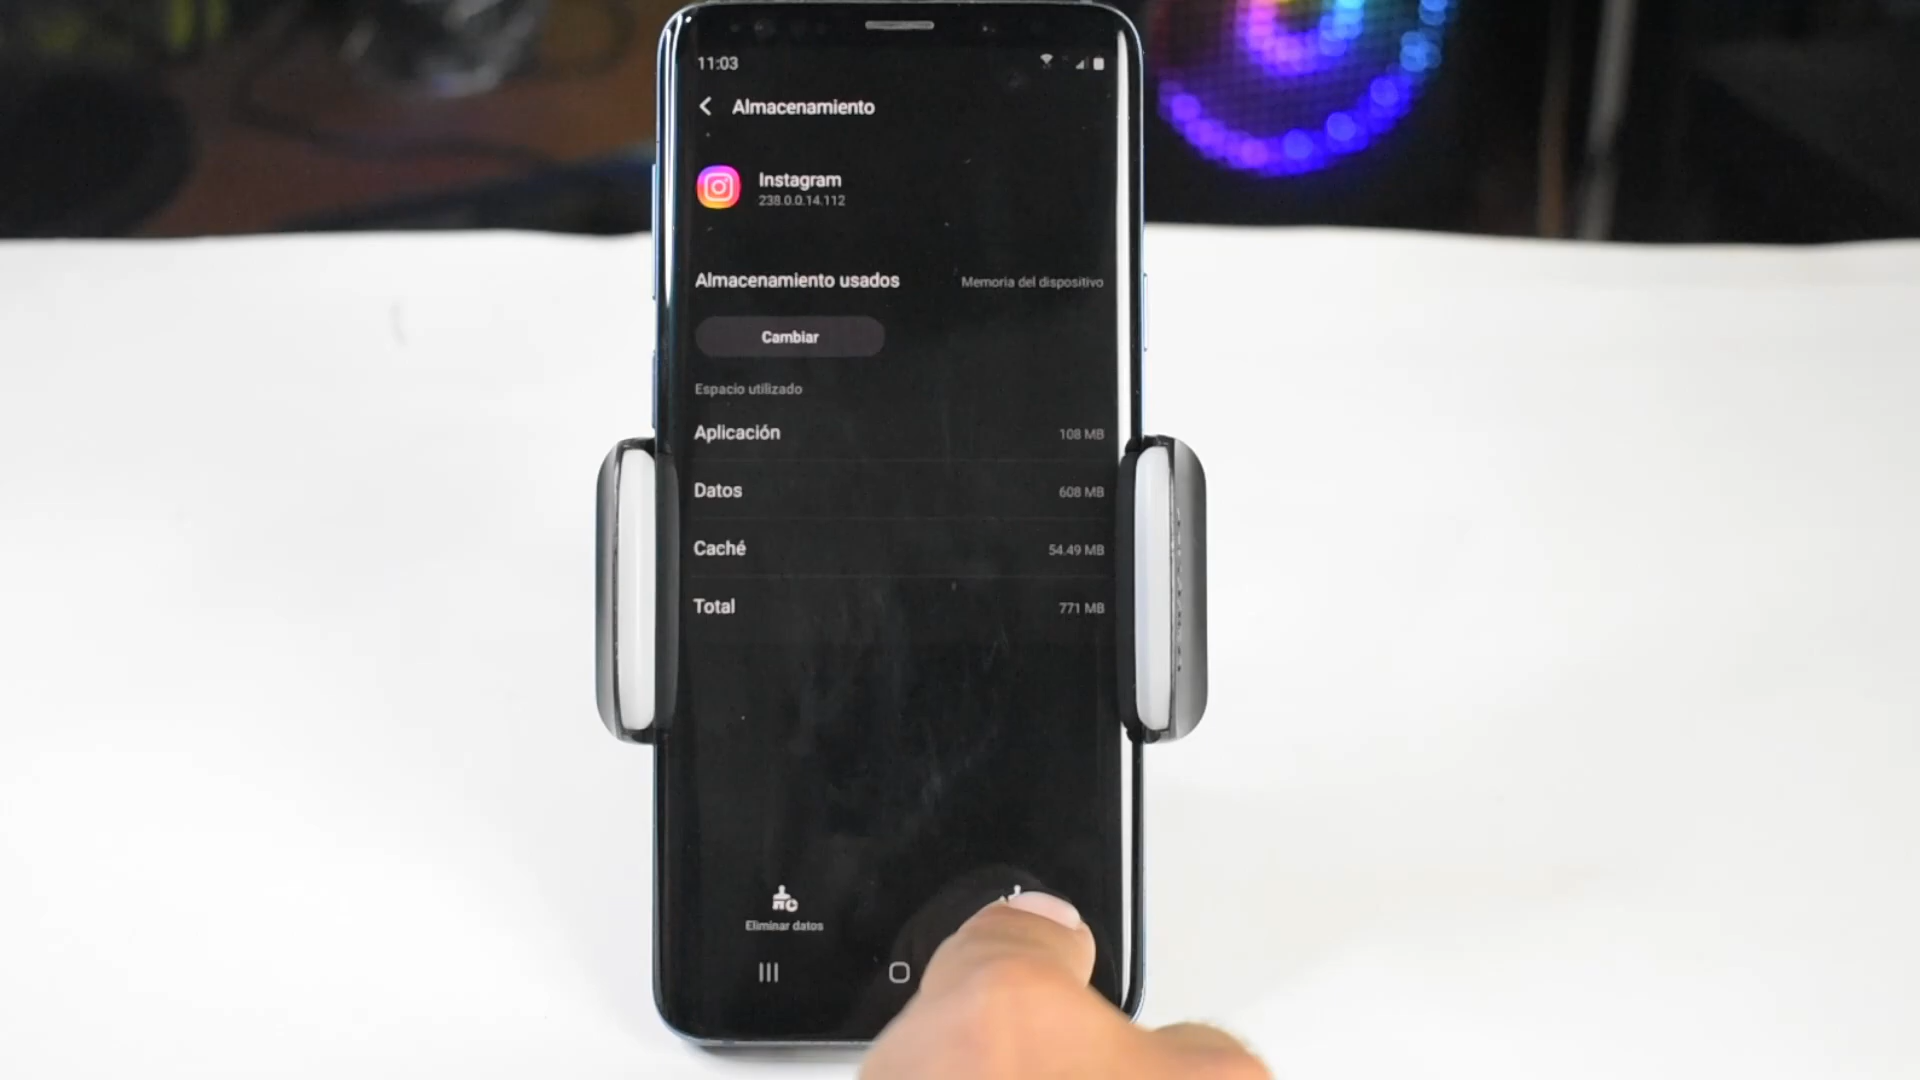 11:03
Almacenamiento
Instagram
238.0.0.14.112
Almacenamiento usados
Memoria del dispositivo
Cambiar
Espacio utilizado
Aplicación
108 MB
Datos
608 MB
Caché
54.49 MB
Total
771 MB
Eliminar datos